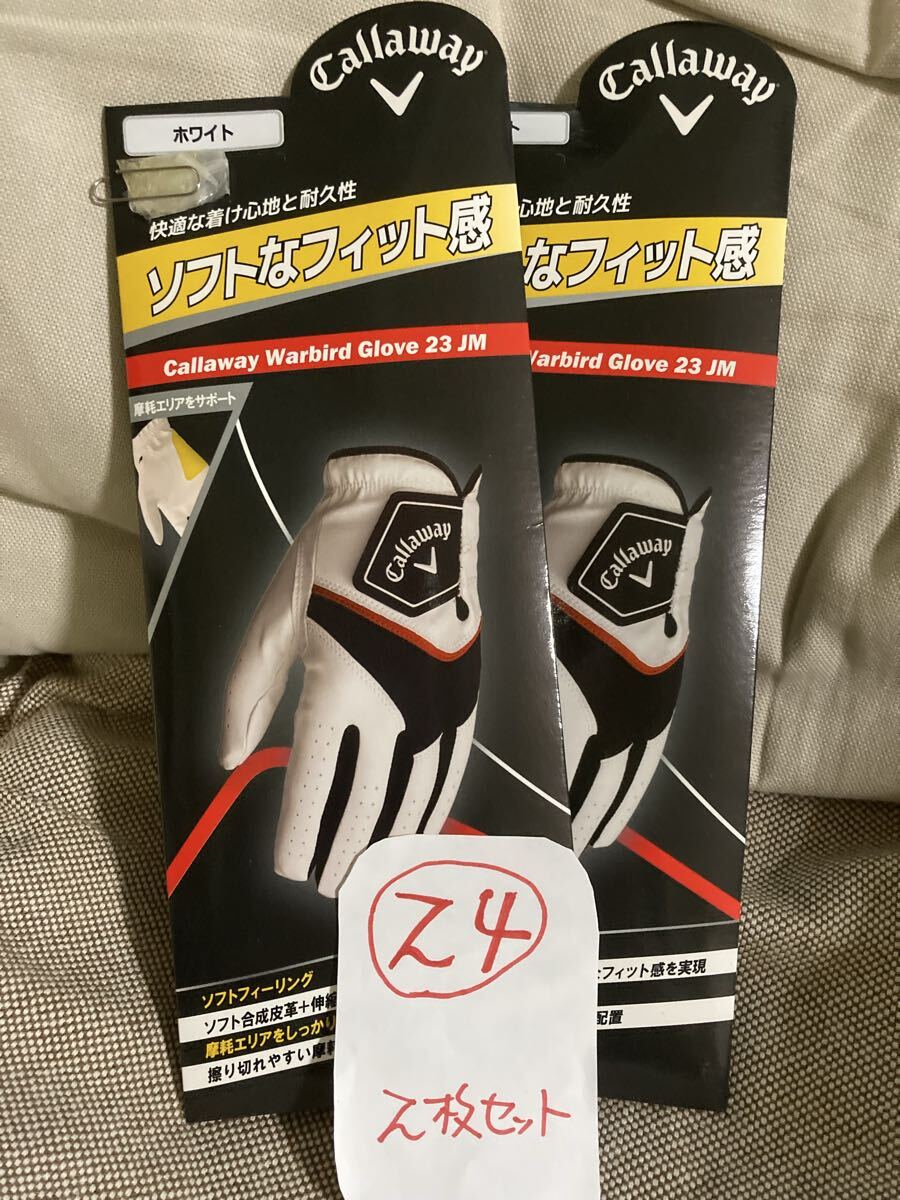 Callaway
ホワイト
快適な着け心地と耐久性
ソフトなフィット感
Callaway Warbird Glove 23 JM
摩耗エリアをサポート
Callaway
ソフトフィーリング
ソフト合成皮革+伸縮
摩耗エリアをしっかり
擦り切れやすい摩耗
Callaway
ト
心地と耐久性
なフィット感
Warbird Glove 23 JM
Callaway
フィット感を実現
配置
24
2枚セット